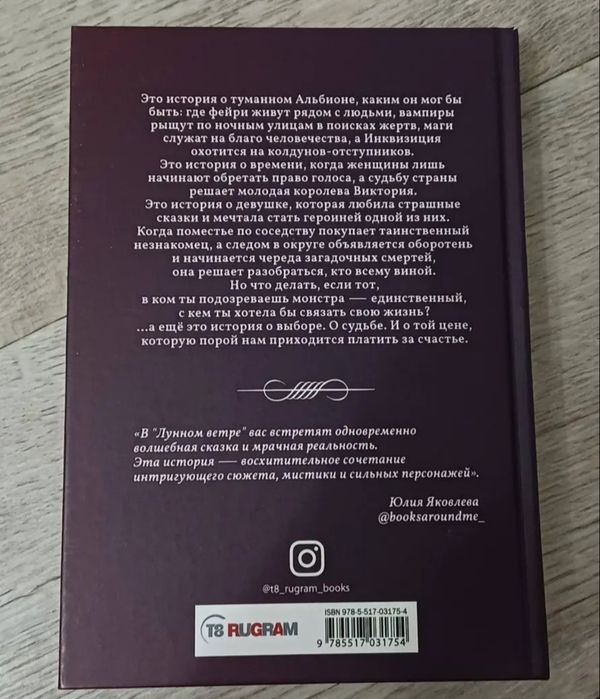 Это история о туманном Альбионе, каким он мог бы
быть: где фейри живут рядом с людьми, вампиры
рыщут по ночным улицам в поисках жертв, маги
служат на благо человечества, а Инквизиция
охотится на колдунов-отступников.
Это история о времени, когда женщины лишь
начинают обретать право голоса, а судьбу страны
решает молодая королева Виктория.
Это история о девушке, которая любила страшные
сказки и мечтала стать героиней одной из них.
Когда поместье по соседству покупает таинственный
незнакомец, а следом в округе объявляется оборотень
и начинается череда загадочных смертей,
она решает разобраться, кто всему виной.
Но что делать, если тот,
в ком ты подозреваешь монстра — единственный,
с кем ты хотела бы связать свою жизнь?
...а ещё это история о выборе. О судьбе. И о той цене,
которую порой нам приходится платить за счастье.
«В "Лунном ветре" вас встретят одновременно
волшебная сказка и мрачная реальность.
Эта история — восхитительное сочетание
интригующего сюжета, мистики и сильных персонажей».
Юлия Яковлева
@booksaroundme_
@t8_rugram_books
ISBN 978-5-517-03175-4
T8 RUGRAM
9 785517 031754